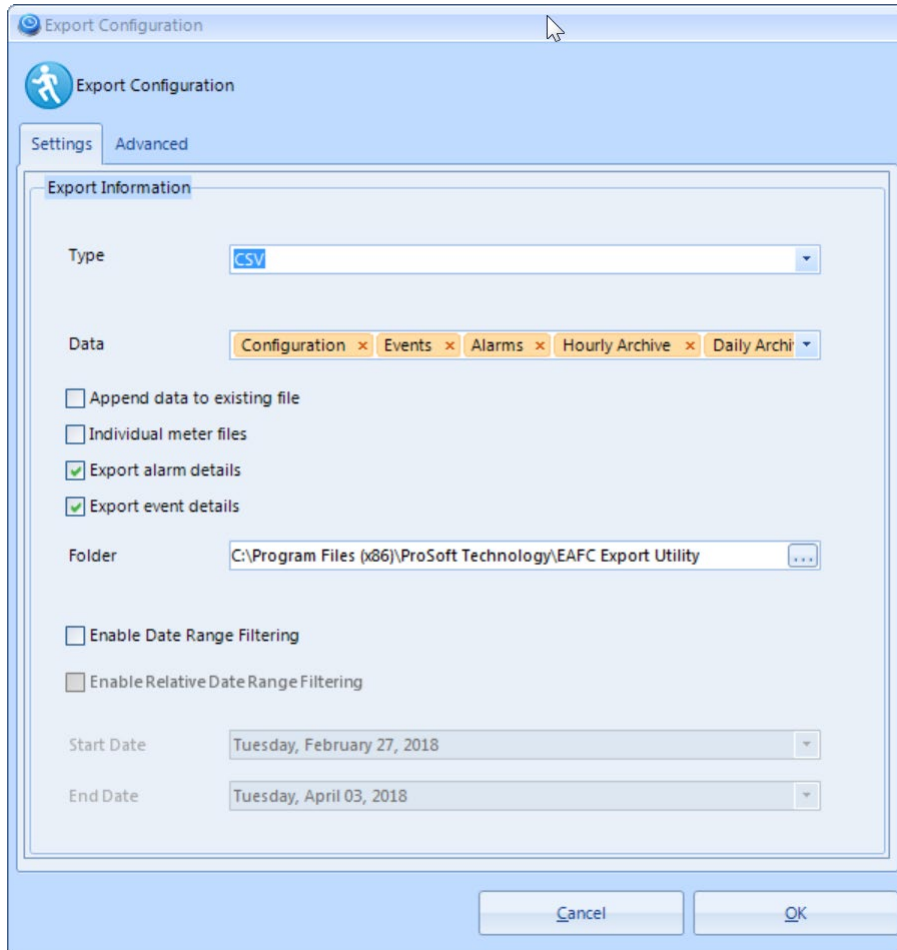 Export Configuration
Export Configuration
Settings Advanced
Export Information
Type CSV
Data Configuration × Events × Alarms × Hourly Archive × Daily Archi
Append data to existing file
Individual meter files
Export alarm details
Export event details
Folder C:\Program Files (x86)\ProSoft Technology\EAFC Export Utility ...
Enable Date Range Filtering
Enable Relative Date Range Filtering
Start Date Tuesday, February 27, 2018
End Date Tuesday, April 03, 2018
Cancel OK